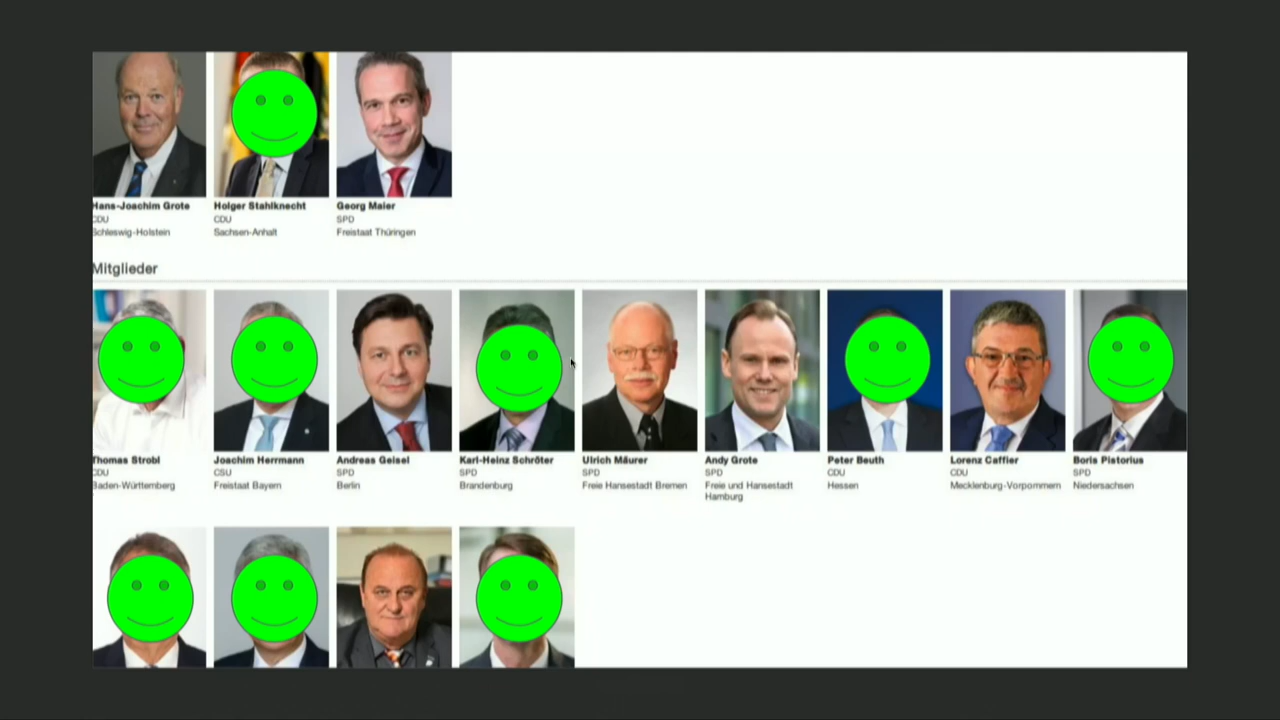 Hans-Joachim Grote
CDU
Schleswig-Holstein
Holger Stahlknecht
CDU
Sachsen-Anhalt
Georg Maier
SPD
Freistaat Thüringen
Mitglieder
Thomas Strobl
CDU
Baden-Württemberg
Joachim Herrmann
CSU
Freistaat Bayern
Andreas Geisel
SPD
Berlin
Karl-Heinz Schröter
SPD
Brandenburg
Ulrich Mäurer
SPD
Freie Hansestadt Bremen
Andy Grote
SPD
Freie und Hansestadt
Hamburg
Peter Beuth
CDU
Hessen
Lorenz Caffier
CDU
Mecklenburg-Vorpommern
Boris Pistorius
SPD
Niedersachsen